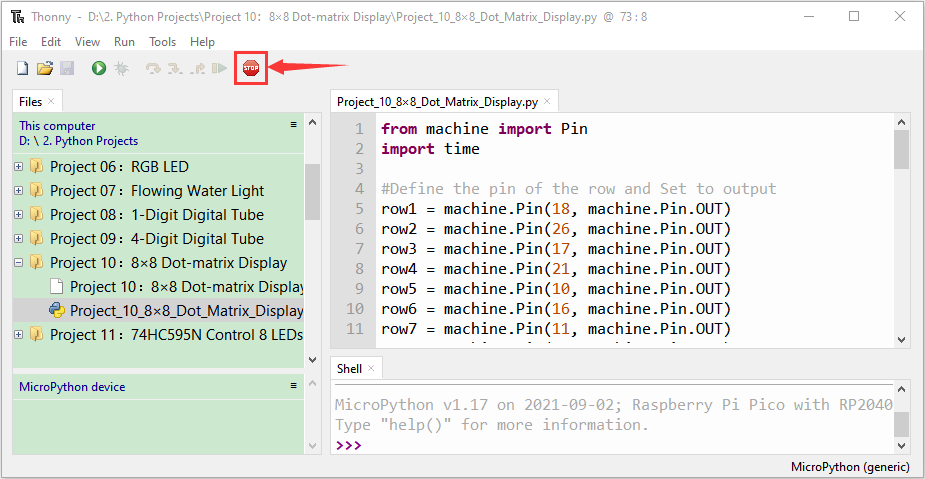 Thonny - D:\2. Python Projects\Project 10：8×8 Dot-matrix Display\Project_10_8×8_Dot_Matrix_Display.py @ 73 : 8
File Edit View Run Tools Help
STOP
Files
This computer
D: \ 2. Python Projects
Project 06：RGB LED
Project 07：Flowing Water Light
Project 08：1-Digit Digital Tube
Project 09：4-Digit Digital Tube
Project 10：8×8 Dot-matrix Display
Project 10：8×8 Dot-matrix Display
Project_10_8×8_Dot_Matrix_Display
Project 11：74HC595N Control 8 LEDs
MicroPython device
Project_10_8×8_Dot_Matrix_Display.py
1 from machine import Pin
2 import time
3
4 #Define the pin of the row and Set to output
5 row1 = machine.Pin(18, machine.Pin.OUT)
6 row2 = machine.Pin(26, machine.Pin.OUT)
7 row3 = machine.Pin(17, machine.Pin.OUT)
8 row4 = machine.Pin(21, machine.Pin.OUT)
9 row5 = machine.Pin(10, machine.Pin.OUT)
10 row6 = machine.Pin(16, machine.Pin.OUT)
11 row7 = machine.Pin(11, machine.Pin.OUT)
Shell
MicroPython v1.17 on 2021-09-02; Raspberry Pi Pico with RP2040
Type "help()" for more information.
>>>
MicroPython (generic)